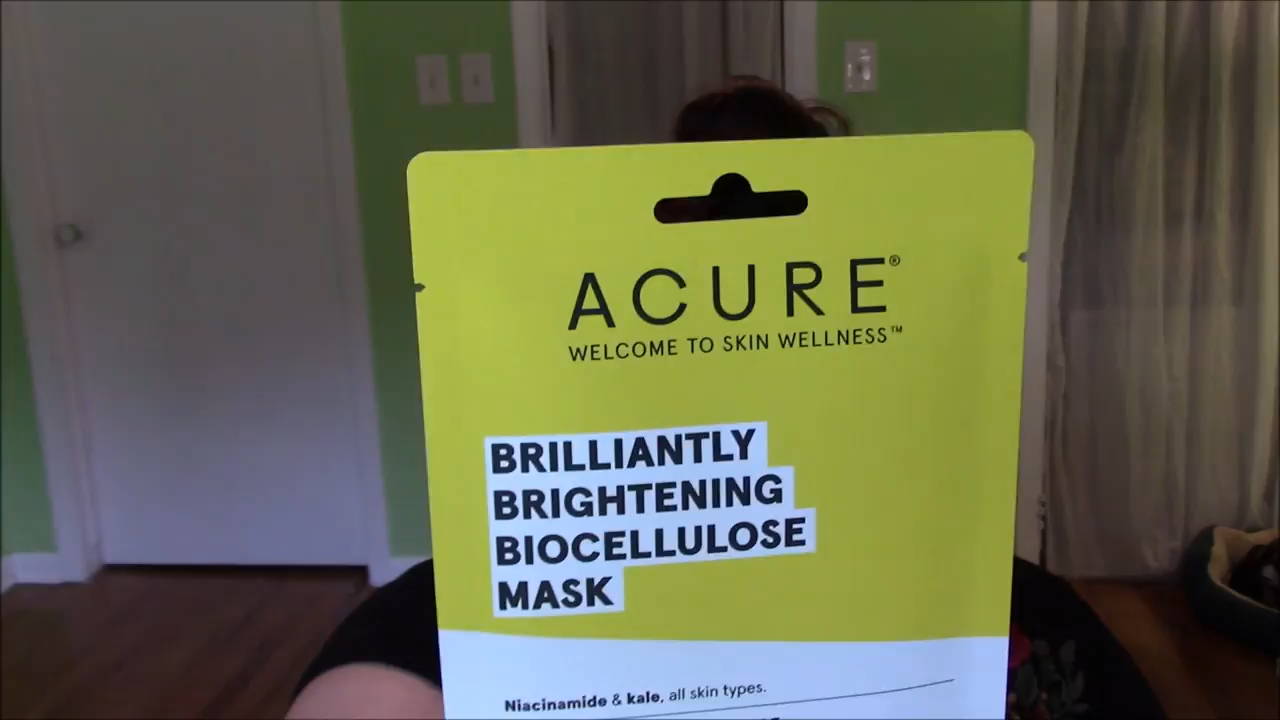 ACURE®
WELCOME TO SKIN WELLNESS™
BRILLIANTLY
BRIGHTENING
BIOCELLULOSE
MASK
Niacinamide & kale, all skin types.